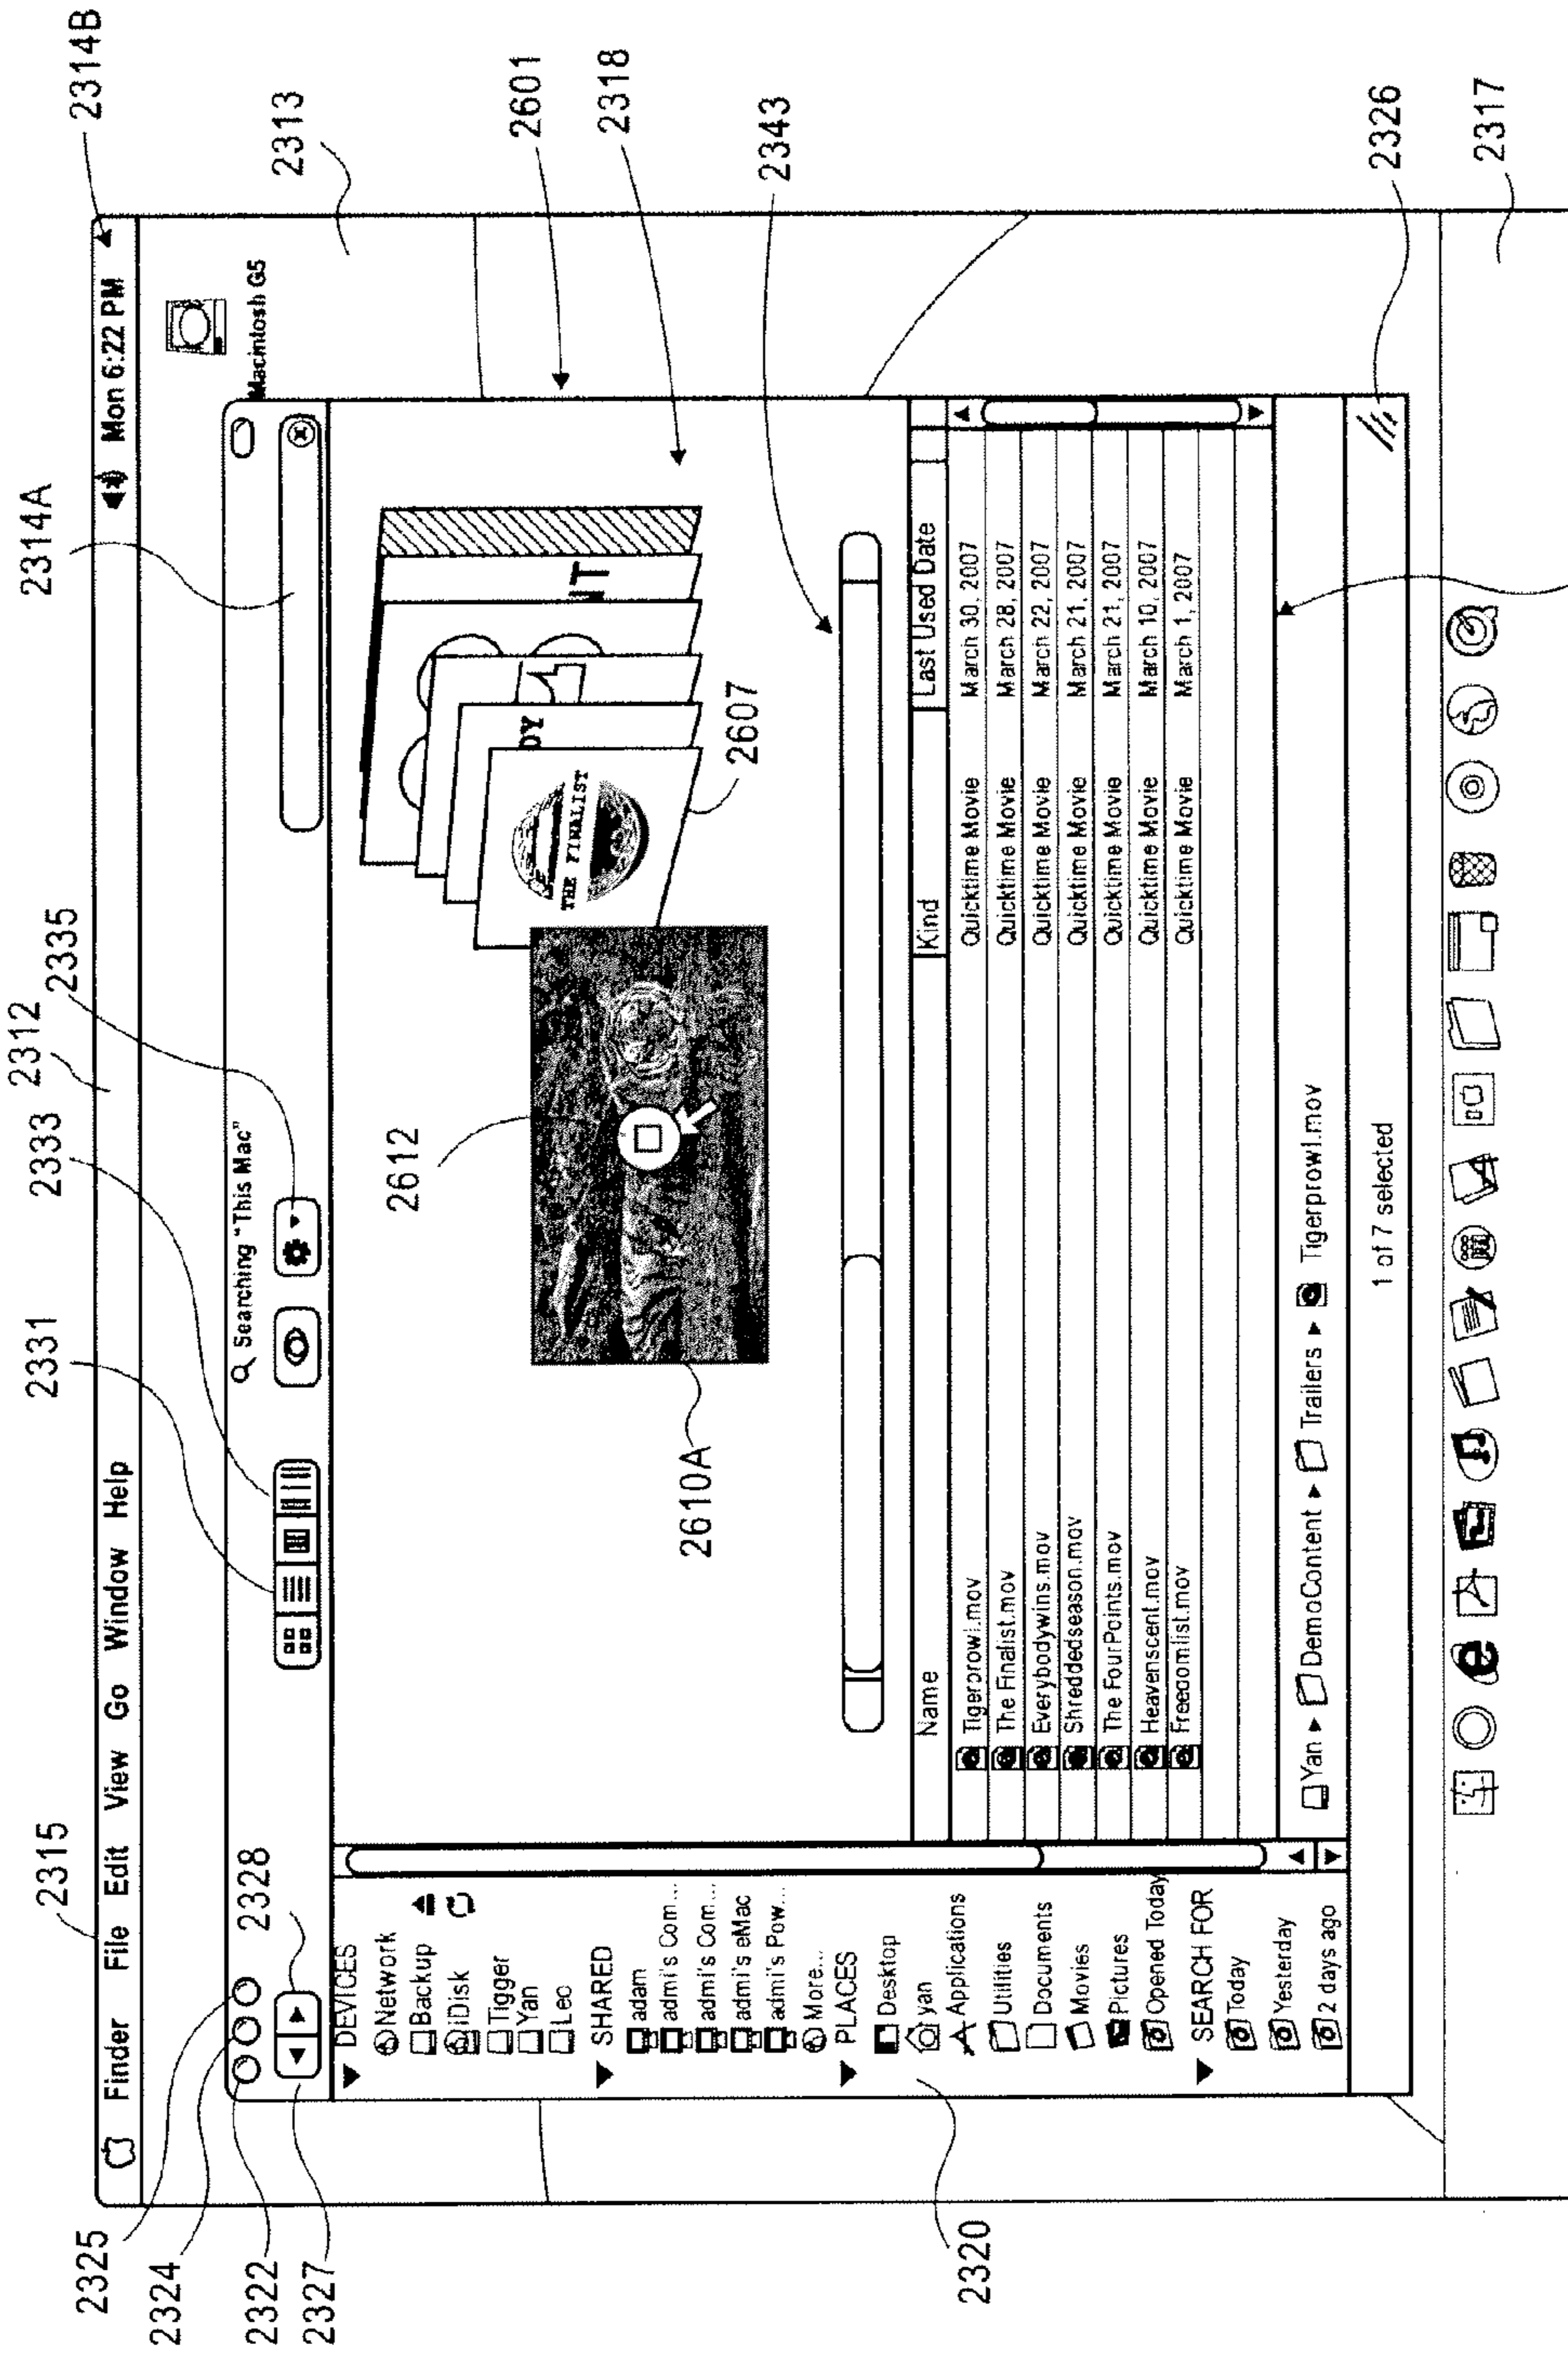 2315
2331
2333
2312
2335
2314A
2314B
2325
2324
2322
2327
2328
2313
2601
2318
2343
2326
2317
2320
2612
2610A
2607
Finder File Edit View Go Window Help
Mon 6:22 PM
Macintosh G5
Searching "This Mac"
DEVICES
Network
Backup
iDisk
Tigger
Yan
Leo
SHARED
adam
admi's Com...
admi's Com...
admi's eMac
admi's Pow...
More...
PLACES
Desktop
yan
Applications
Utilities
Documents
Movies
Pictures
Opened Today
SEARCH FOR
Today
Yesterday
2 days ago
THE FINALIST
DY
IT
Name Kind Last Used Date
Tigerprowl.mov Quicktime Movie March 30, 2007
The Finalist.mov Quicktime Movie March 28, 2007
Everybodywins.mov Quicktime Movie March 22, 2007
Shreddedseason.mov Quicktime Movie March 21, 2007
The FourPoints.mov Quicktime Movie March 21, 2007
Heavenscent.mov Quicktime Movie March 10, 2007
Freedomlist.mov Quicktime Movie March 1, 2007
Yan ▸ DemoContent ▸ Trailers ▸ Tigerprowl.mov
1 of 7 selected